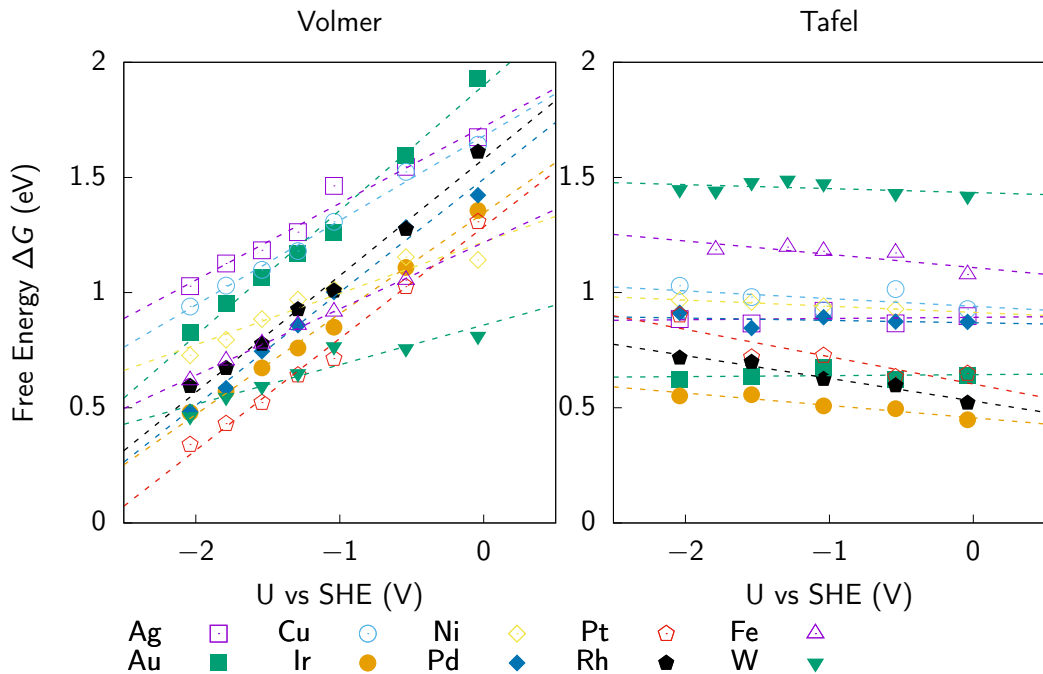 Volmer Tafel
2 2
1.5 1.5
1 1
0.5 0.5
0 0
Free Energy ΔG (eV)
−2 −1 0 −2 −1 0
U vs SHE (V) U vs SHE (V)
Ag Cu Ni Pt Fe
Au Ir Pd Rh W